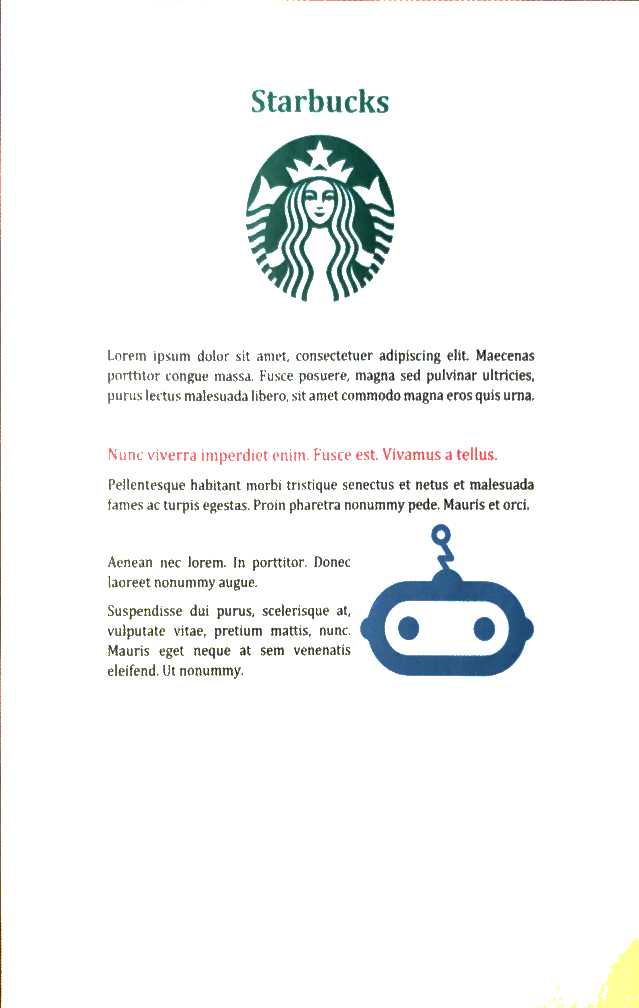 Starbucks
Lorem ipsum dolor sit amet, consectetuer adipiscing elit. Maecenas
porttitor congue massa. Fusce posuere, magna sed pulvinar ultricies,
purus lectus malesuada libero, sit amet commodo magna eros quis urna.
Nunc viverra imperdiet enim. Fusce est. Vivamus a tellus.
Pellentesque habitant morbi tristique senectus et netus et malesuada
fames ac turpis egestas. Proin pharetra nonummy pede. Mauris et orci.
Aenean nec lorem. In porttitor. Donec
laoreet nonummy augue.
Suspendisse dui purus, scelerisque at,
vulputate vitae, pretium mattis, nunc.
Mauris eget neque at sem venenatis
eleifend. Ut nonummy.